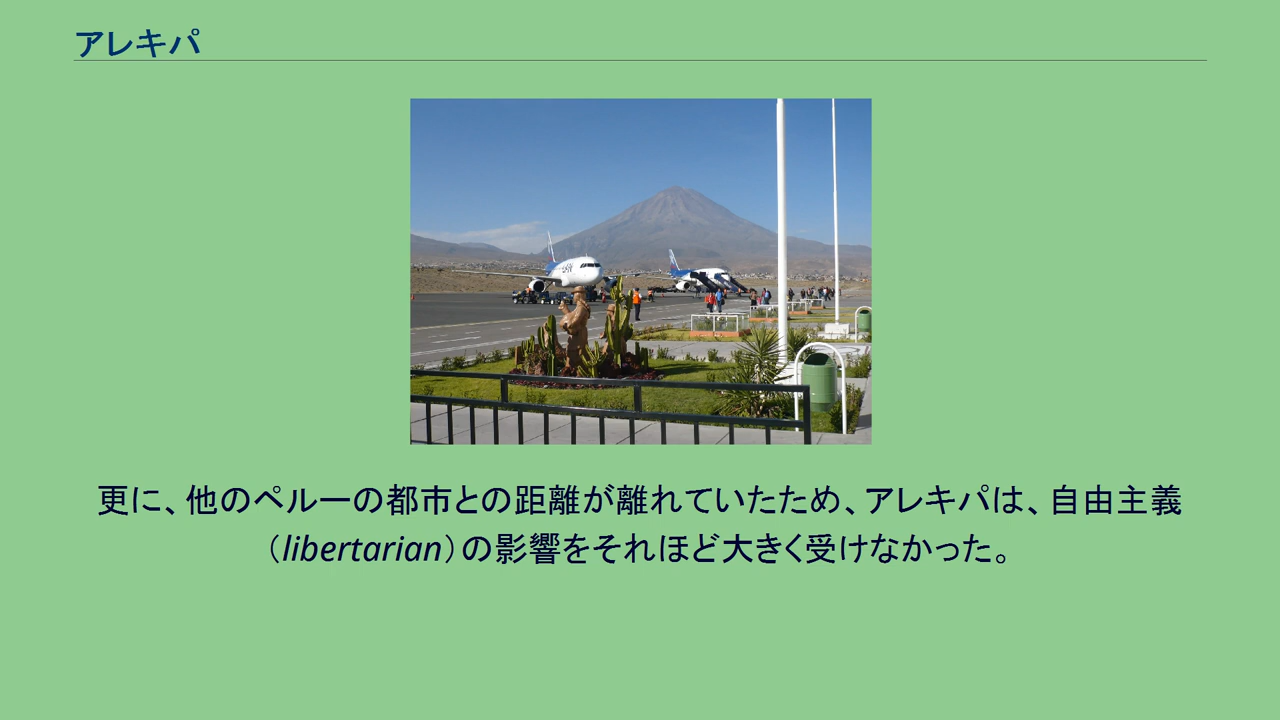 アレキパ
更に、他のペルーの都市との距離が離れていたため、アレキパは、自由主義
（libertarian）の影響をそれほど大きく受けなかった。